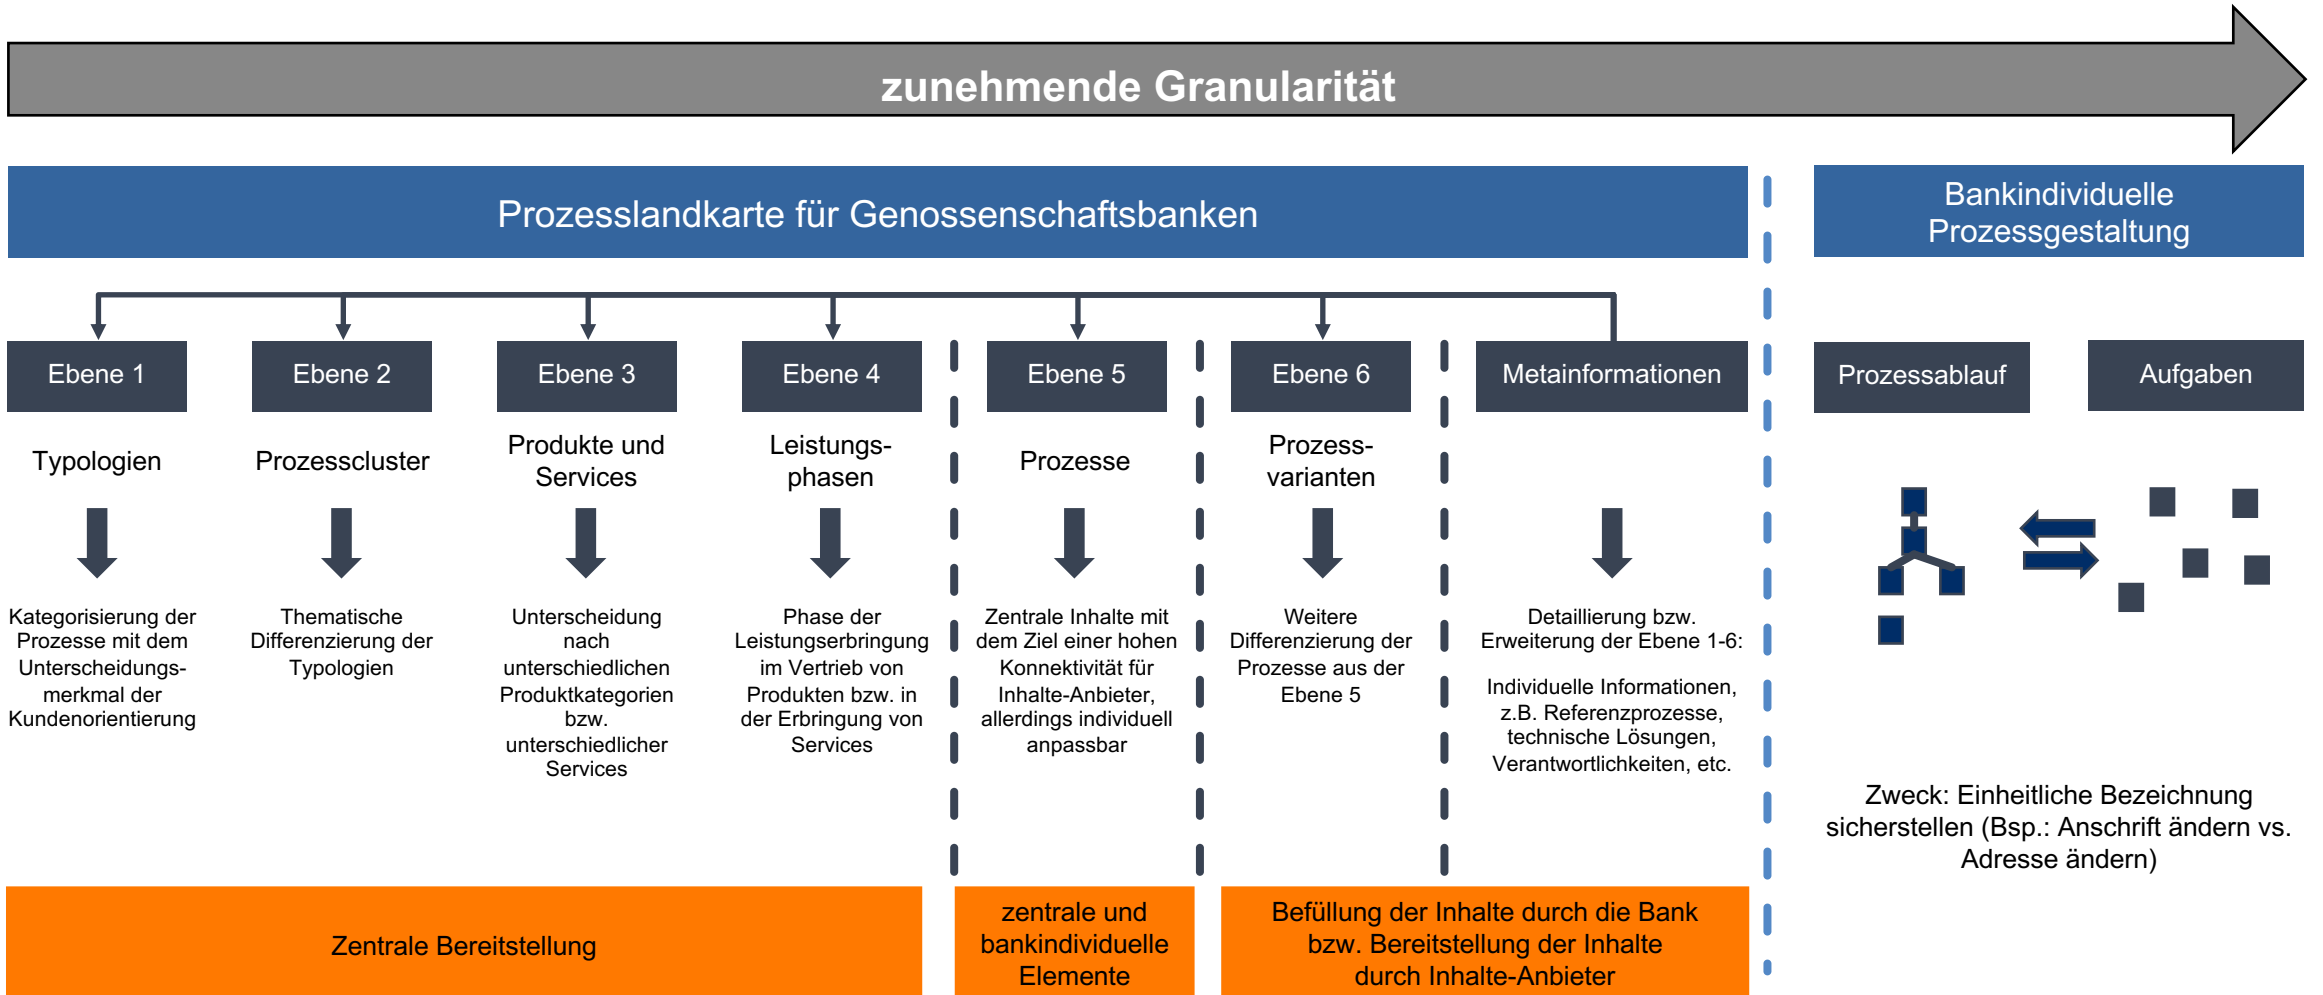 zunehmende Granularität
Prozesslandkarte für Genossenschaftsbanken
Bankindividuelle
Prozessgestaltung
Ebene 1
Ebene 2
Ebene 3
Ebene 4
Ebene 5
Ebene 6
Metainformationen
Prozessablauf
Aufgaben
Typologien
Prozesscluster
Produkte und
Services
Leistungs-
phasen
Prozesse
Prozess-
varianten
Kategorisierung der
Prozesse mit dem
Unterscheidungs-
merkmal der
Kundenorientierung
Thematische
Differenzierung der
Typologien
Unterscheidung
nach
unterschiedlichen
Produktkategorien
bzw.
unterschiedlicher
Services
Phase der
Leistungserbringung
im Vertrieb von
Produkten bzw. in
der Erbringung von
Services
Zentrale Inhalte mit
dem Ziel einer hohen
Konnektivität für
Inhalte-Anbieter,
allerdings individuell
anpassbar
Weitere
Differenzierung der
Prozesse aus der
Ebene 5
Detaillierung bzw.
Erweiterung der Ebene 1-6:
Individuelle Informationen,
z.B. Referenzprozesse,
technische Lösungen,
Verantwortlichkeiten, etc.
Zweck: Einheitliche Bezeichnung
sicherstellen (Bsp.: Anschrift ändern vs.
Adresse ändern)
Zentrale Bereitstellung
zentrale und
bankindividuelle
Elemente
Befüllung der Inhalte durch die Bank
bzw. Bereitstellung der Inhalte
durch Inhalte-Anbieter